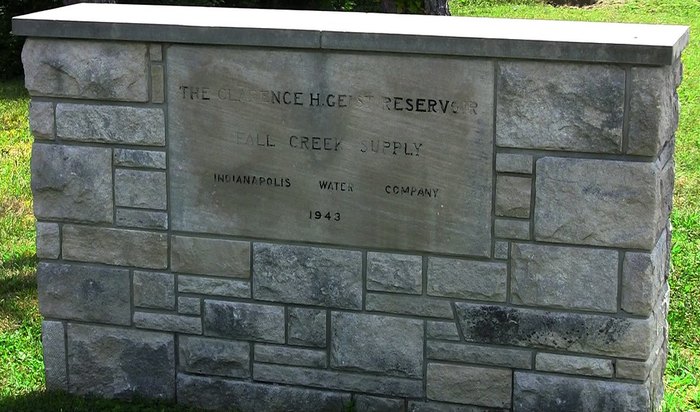 THE CLARENCE H. GEIST RESERVOIR
FALL CREEK SUPPLY
INDIANAPOLIS WATER COMPANY
1943